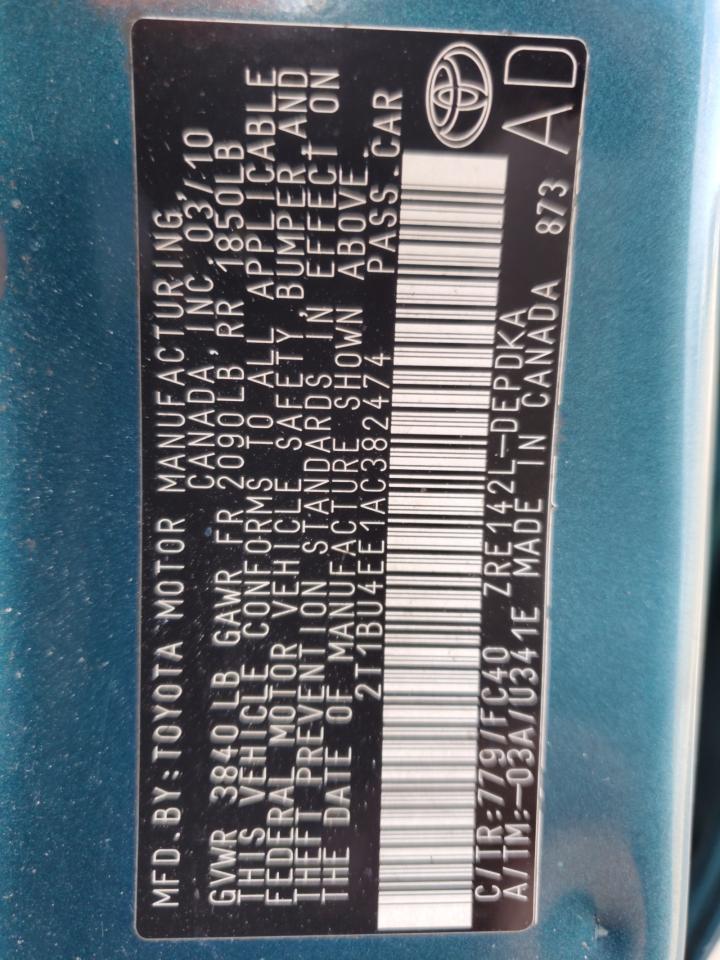 MFD.BY:TOYOTA MOTOR MANUFACTURING,
CANADA INC 03/10
GVWR 3840 LB GAWR FR 2090LB RR 1850LB
THIS VEHICLE CONFORMS TO ALL APPLICABLE
FEDERAL MOTOR VEHICLE SAFETY, BUMPER,AND
THEFT PREVENTION STANDARDS IN EFFECT ON
THE DATE OF MANUFACTURE SHOWN ABOVE.
2T1BU4EE1AC382474 PASS.CAR
C/TR:779/FC40 ZRE142L-DEPDKA
A/TM:-03A/U341E MADE IN CANADA 873
AD